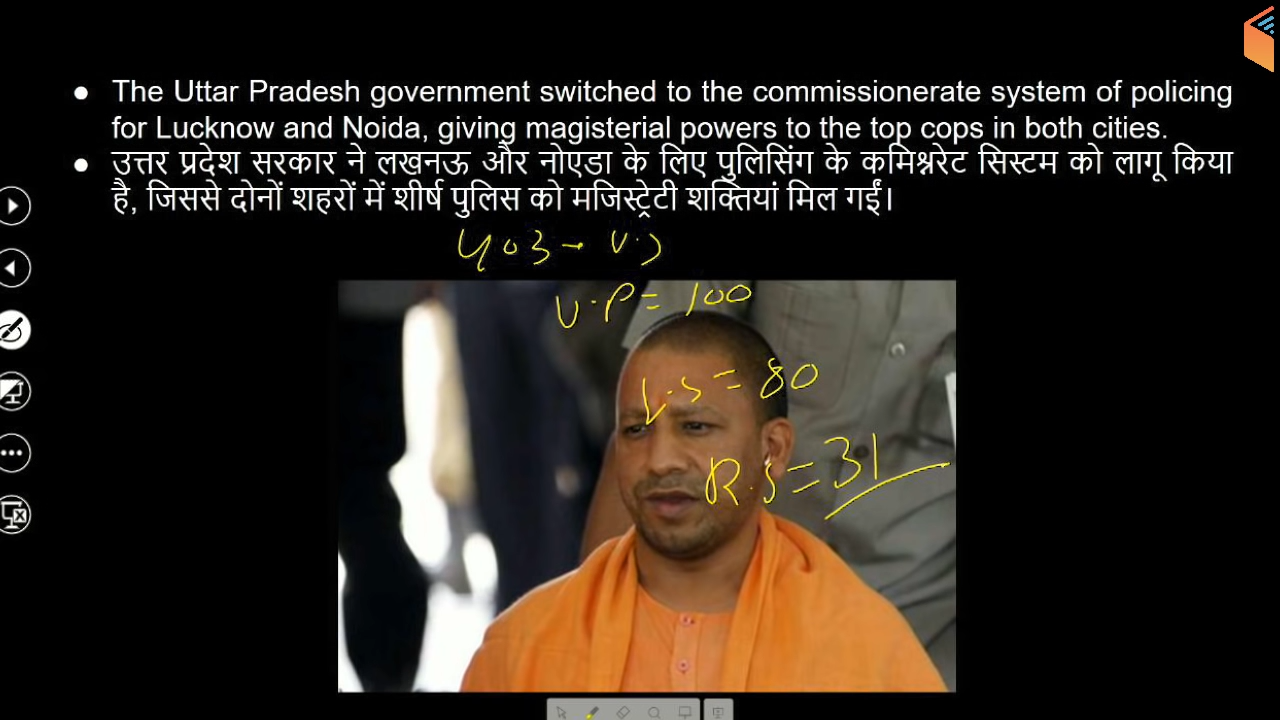 The Uttar Pradesh government switched to the commissionerate system of policing
for Lucknow and Noida, giving magisterial powers to the top cops in both cities.
उत्तर प्रदेश सरकार ने लखनऊ और नोएडा के लिए पुलिसिंग के कमिश्नरेट सिस्टम को लागू किया
है, जिससे दोनों शहरों में शीर्ष पुलिस को मजिस्ट्रेटी शक्तियां मिल गईं।
403 - V.S
U.P = 100
L.S = 80
R.S = 31